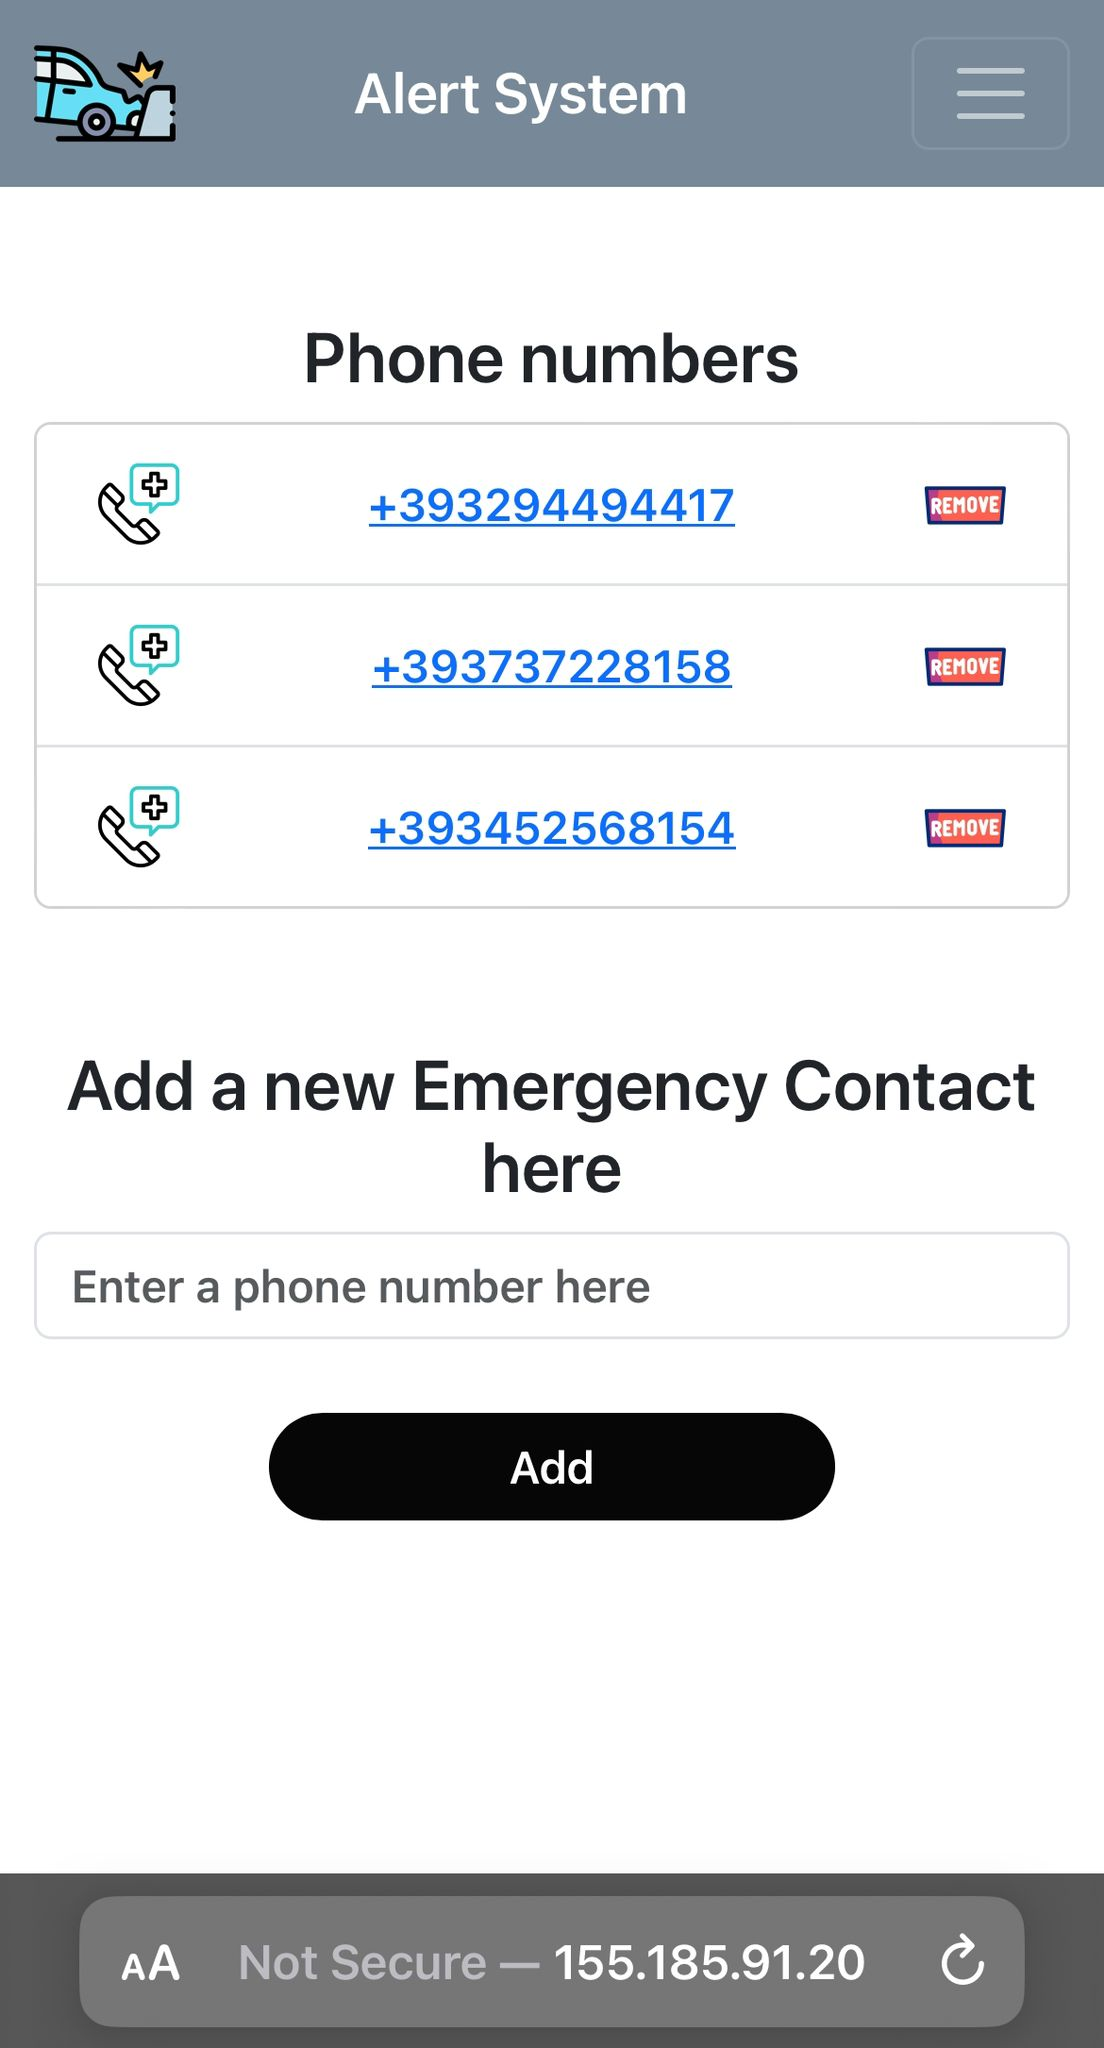 Alert System
Phone numbers
+393294494417
REMOVE
+393737228158
REMOVE
+393452568154
REMOVE
Add a new Emergency Contact
here
Enter a phone number here
Add
AA Not Secure — 155.185.91.20